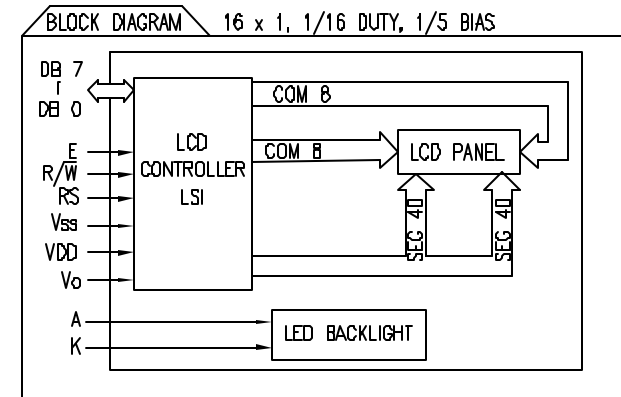 BLOCK DIAGRAM 16 x 1, 1/16 DUTY, 1/5 BIAS
DB 7
DB 0
E
R/W̅
RS
Vss
VDD
Vo
A
K
LCD
CONTROLLER
LSI
COM 8
COM 8
LCD PANEL
SEG 40
SEG 40
LED BACKLIGHT